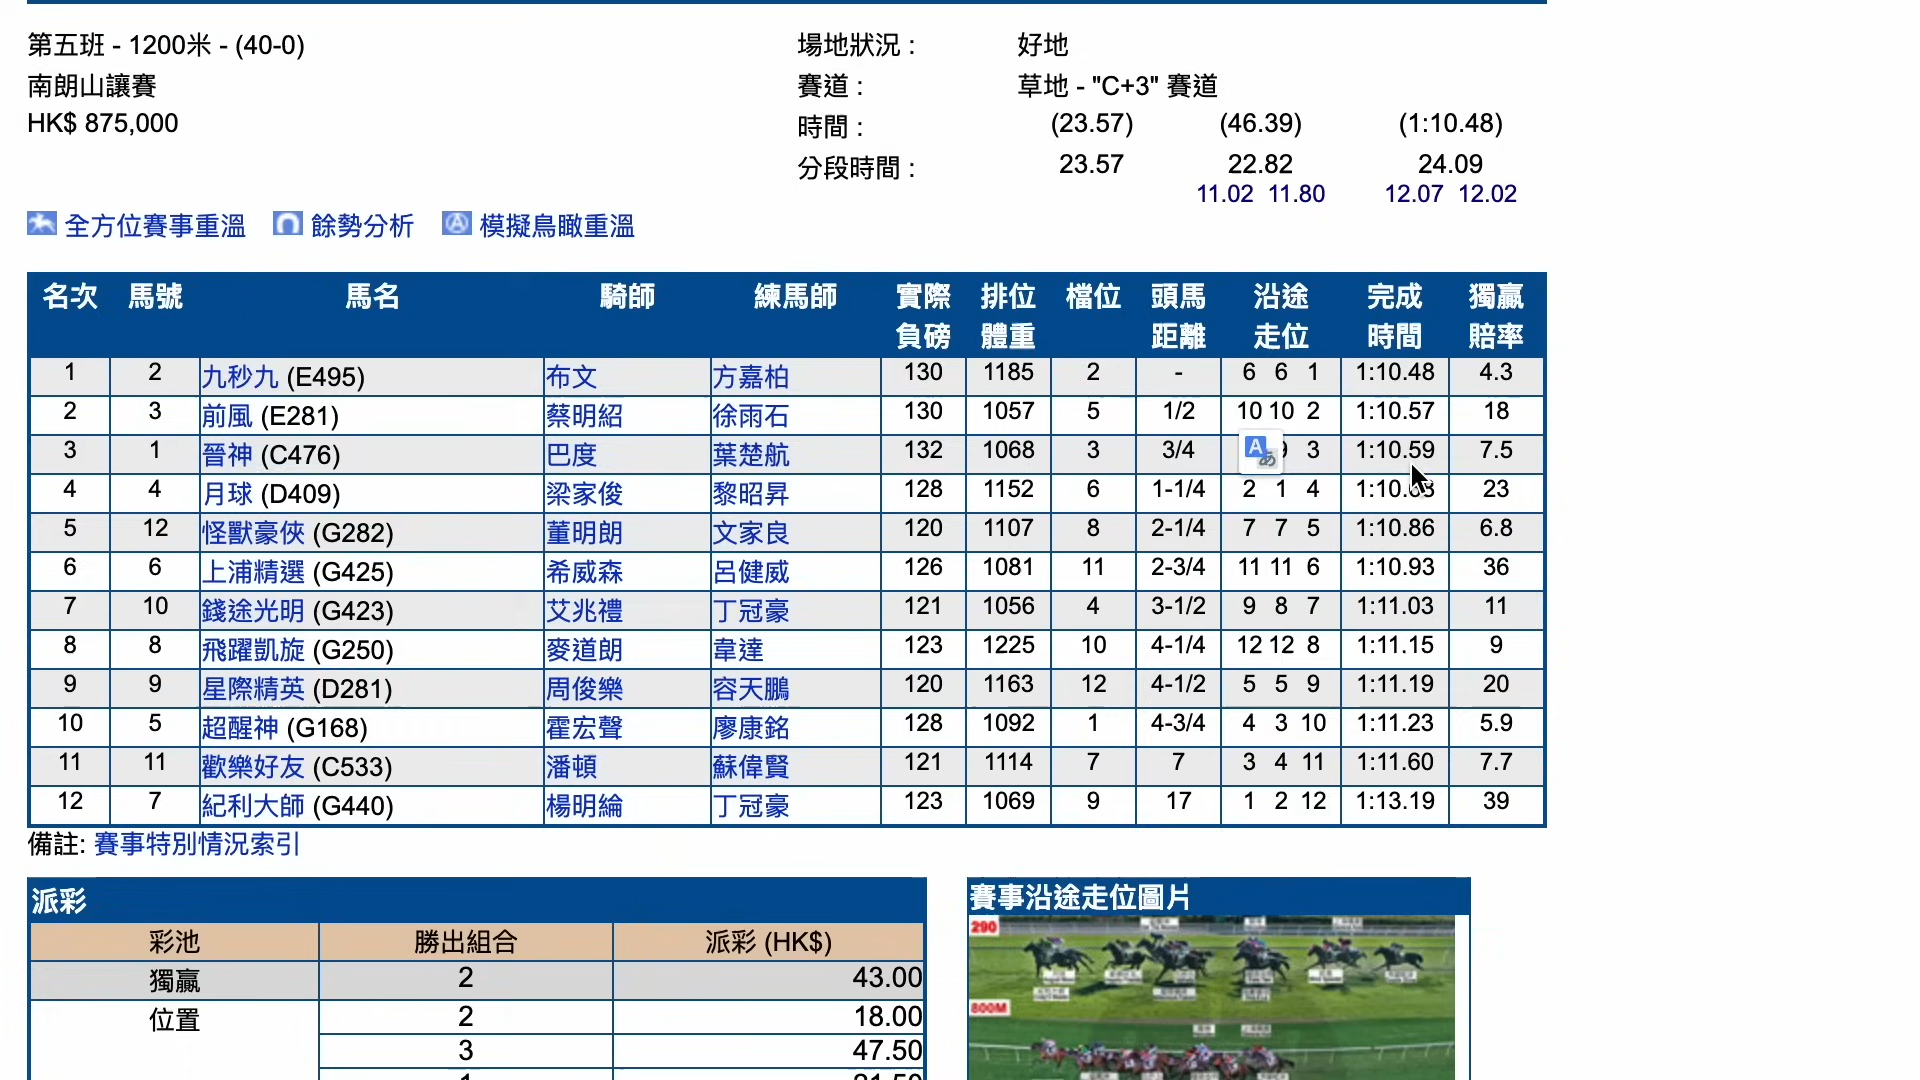 第五班 - 1200米 - (40-0) 場地狀況 : 好地
南朗山讓賽 賽道 : 草地 - "C+3" 賽道
HK$ 875,000 時間 : (23.57) (46.39) (1:10.48)
分段時間 : 23.57 22.82 24.09
11.02 11.80 12.07 12.02
全方位賽事重溫 餘勢分析 模擬鳥瞰重溫
名次 馬號 馬名 騎師 練馬師 實際負磅 排位體重 檔位 頭馬距離 沿途走位 完成時間 獨贏賠率
1 2 九秒九 (E495) 布文 方嘉柏 130 1185 2 - 6 6 1 1:10.48 4.3
2 3 前風 (E281) 蔡明紹 徐雨石 130 1057 5 1/2 10 10 2 1:10.57 18
3 1 晉神 (C476) 巴度 葉楚航 132 1068 3 3/4 3 1:10.59 7.5
4 4 月球 (D409) 梁家俊 黎昭昇 128 1152 6 1-1/4 2 1 4 23
5 12 怪獸豪俠 (G282) 董明朗 文家良 120 1107 8 2-1/4 7 7 5 1:10.86 6.8
6 6 上浦精選 (G425) 希威森 呂健威 126 1081 11 2-3/4 11 11 6 1:10.93 36
7 10 錢途光明 (G423) 艾兆禮 丁冠豪 121 1056 4 3-1/2 9 8 7 1:11.03 11
8 8 飛躍凱旋 (G250) 麥道朗 韋達 123 1225 10 4-1/4 12 12 8 1:11.15 9
9 9 星際精英 (D281) 周俊樂 容天鵬 120 1163 12 4-1/2 5 5 9 1:11.19 20
10 5 超醒神 (G168) 霍宏聲 廖康銘 128 1092 1 4-3/4 4 3 10 1:11.23 5.9
11 11 歡樂好友 (C533) 潘頓 蘇偉賢 121 1114 7 7 3 4 11 1:11.60 7.7
12 7 紀利大師 (G440) 楊明綸 丁冠豪 123 1069 9 17 1 2 12 1:13.19 39
備註: 賽事特別情況索引
派彩 賽事沿途走位圖片
彩池 勝出組合 派彩 (HK$)
獨贏 2 43.00
位置 2 18.00
3 47.50
290
800M